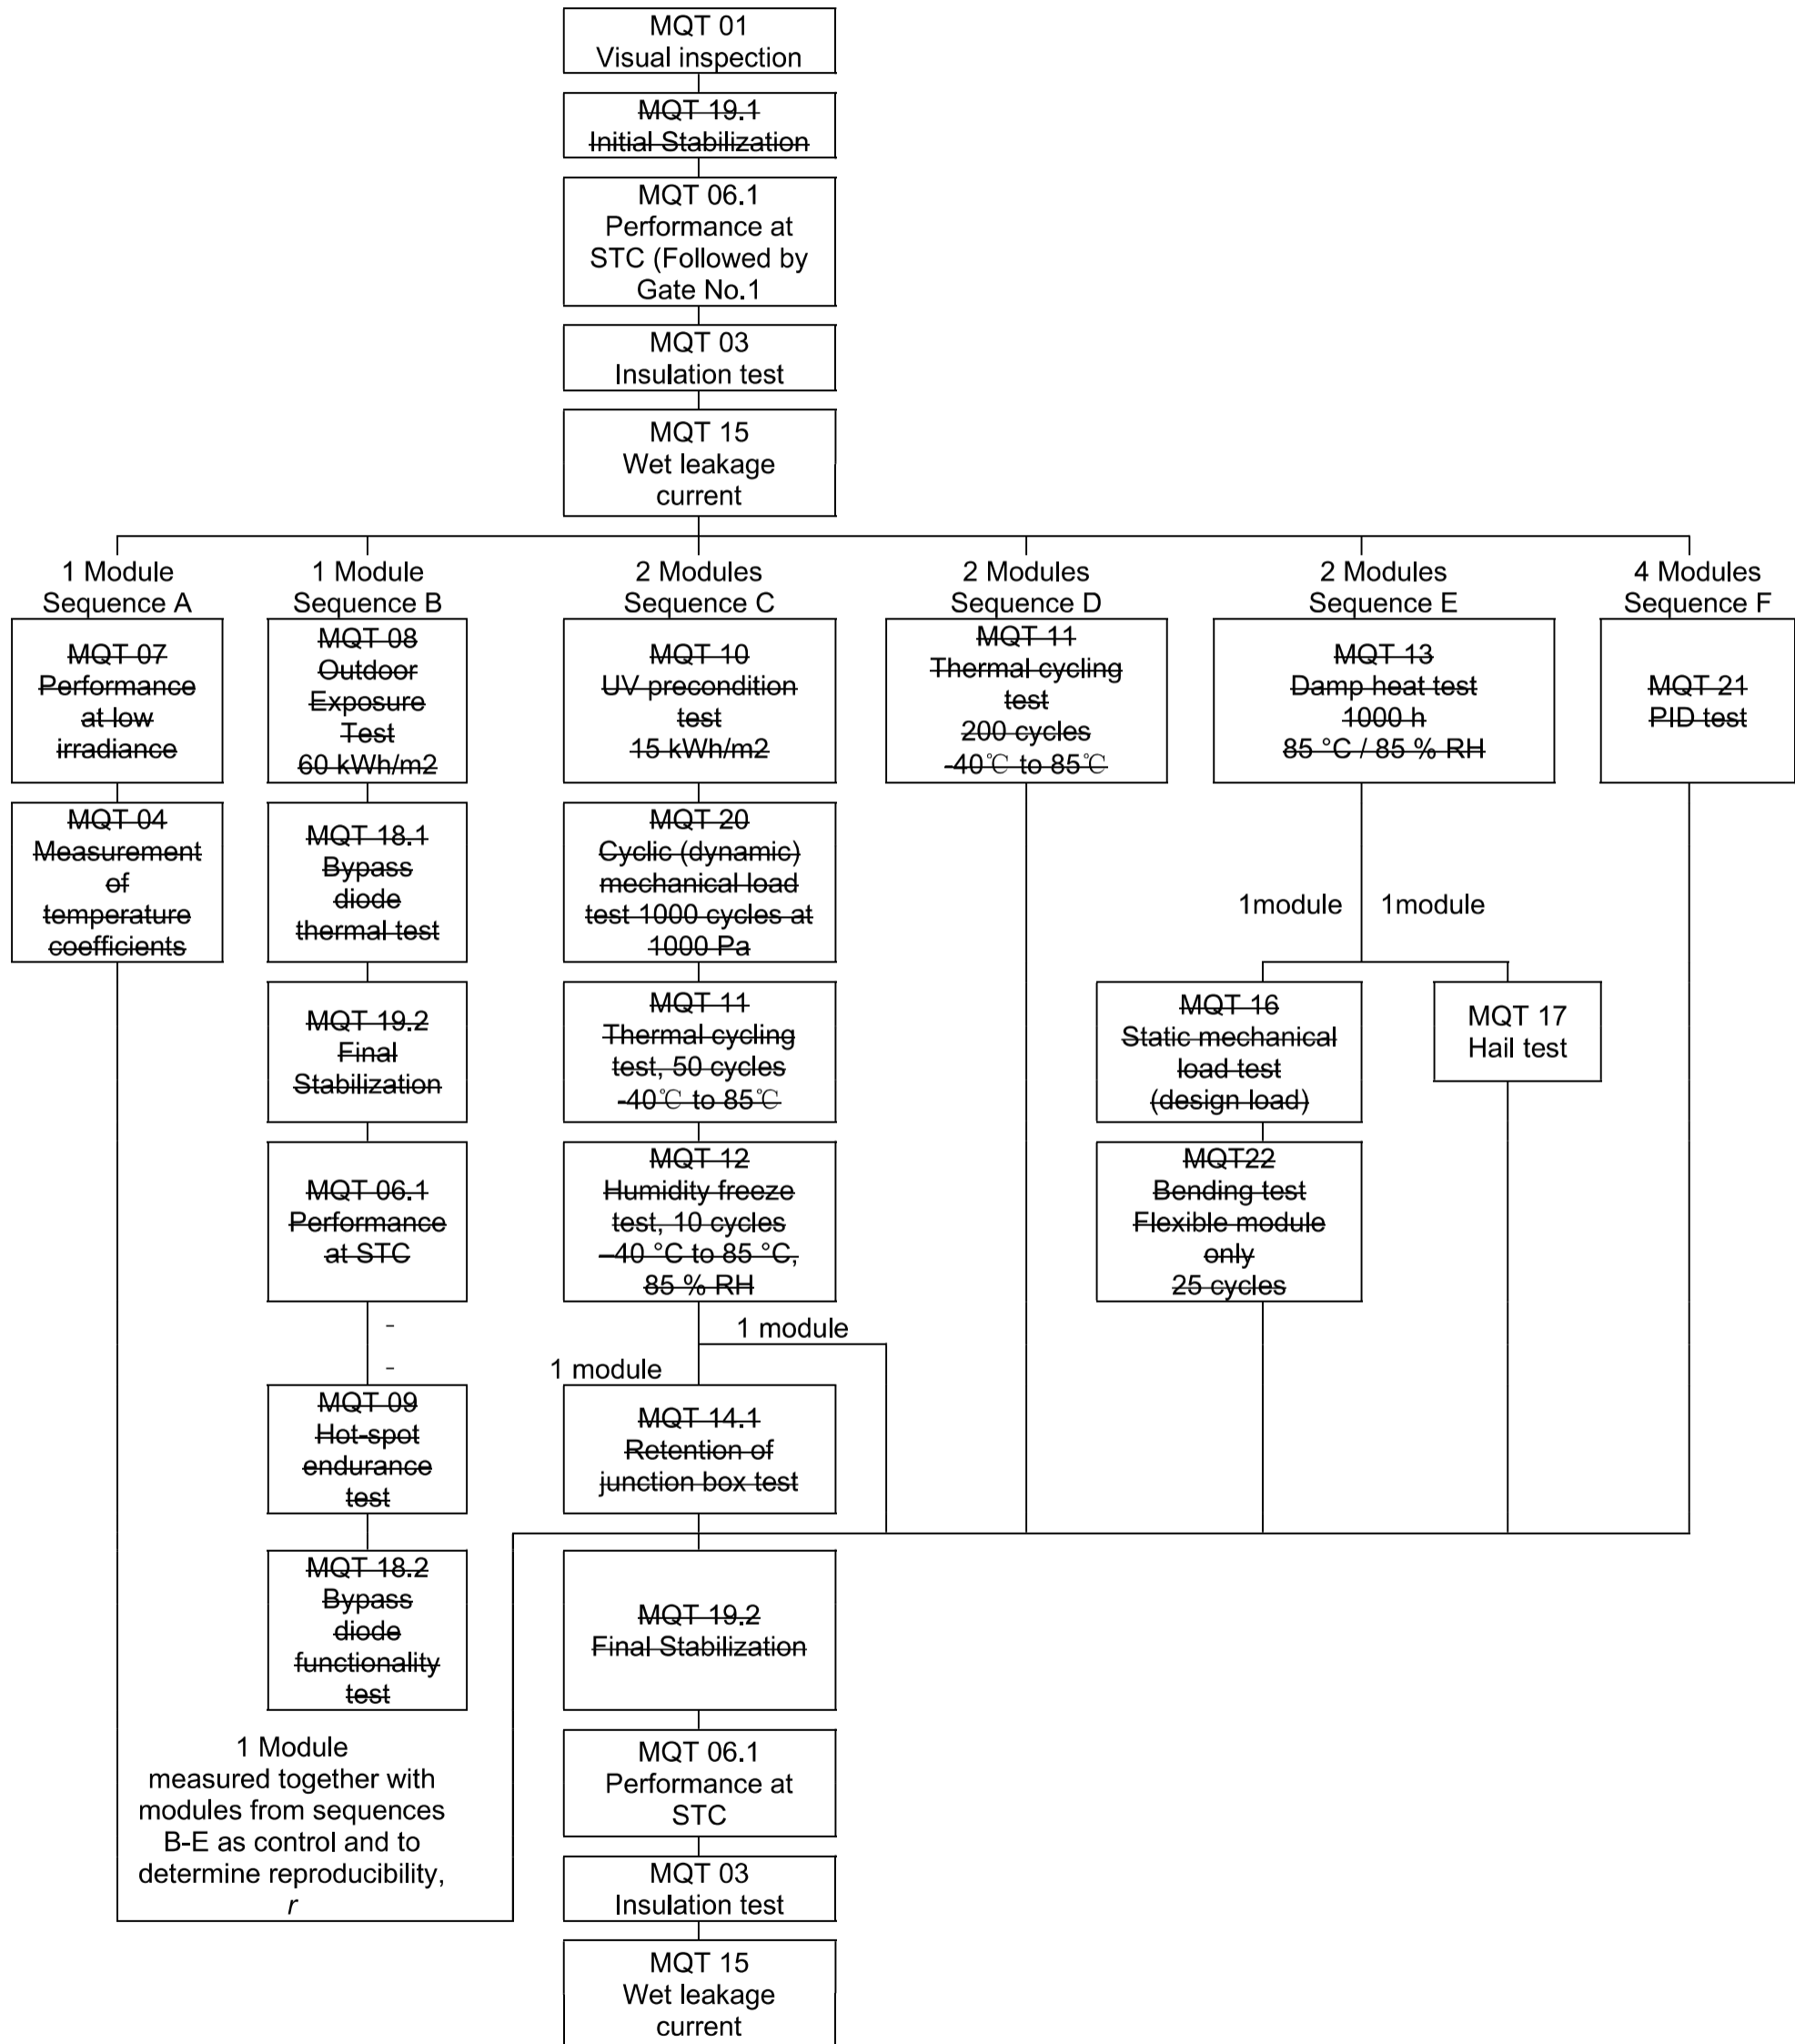 MQT 01
Visual inspection
MQT 19.1
Initial Stabilization
MQT 06.1
Performance at
STC (Followed by
Gate No.1
MQT 03
Insulation test
MQT 15
Wet leakage
current
1 Module
Sequence A
MQT 07
Performance
at low
irradiance
MQT 04
Measurement
of
temperature
coefficients
1 Module
Sequence B
MQT 08
Outdoor
Exposure
Test
60 kWh/m2
MQT 18.1
Bypass
diode
thermal test
MQT 19.2
Final
Stabilization
MQT 06.1
Performance
at STC
-
-
MQT 09
Hot-spot
endurance
test
MQT 18.2
Bypass
diode
functionality
test
1 Module
measured together with
modules from sequences
B-E as control and to
determine reproducibility,
r
2 Modules
Sequence C
MQT 10
UV precondition
test
15 kWh/m2
MQT 20
Cyclic (dynamic)
mechanical load
test 1000 cycles at
1000 Pa
MQT 11
Thermal cycling
test, 50 cycles
-40℃ to 85℃
MQT 12
Humidity freeze
test, 10 cycles
–40 °C to 85 °C,
85 % RH
1 module
1 module
MQT 14.1
Retention of
junction box test
2 Modules
Sequence D
MQT 11
Thermal cycling
test
200 cycles
-40℃ to 85℃
2 Modules
Sequence E
MQT 13
Damp heat test
1000 h
85 °C / 85 % RH
1module
1module
MQT 16
Static mechanical
load test
(design load)
MQT22
Bending test
Flexible module
only
25 cycles
MQT 17
Hail test
4 Modules
Sequence F
MQT 21
PID test
MQT 19.2
Final Stabilization
MQT 06.1
Performance at
STC
MQT 03
Insulation test
MQT 15
Wet leakage
current